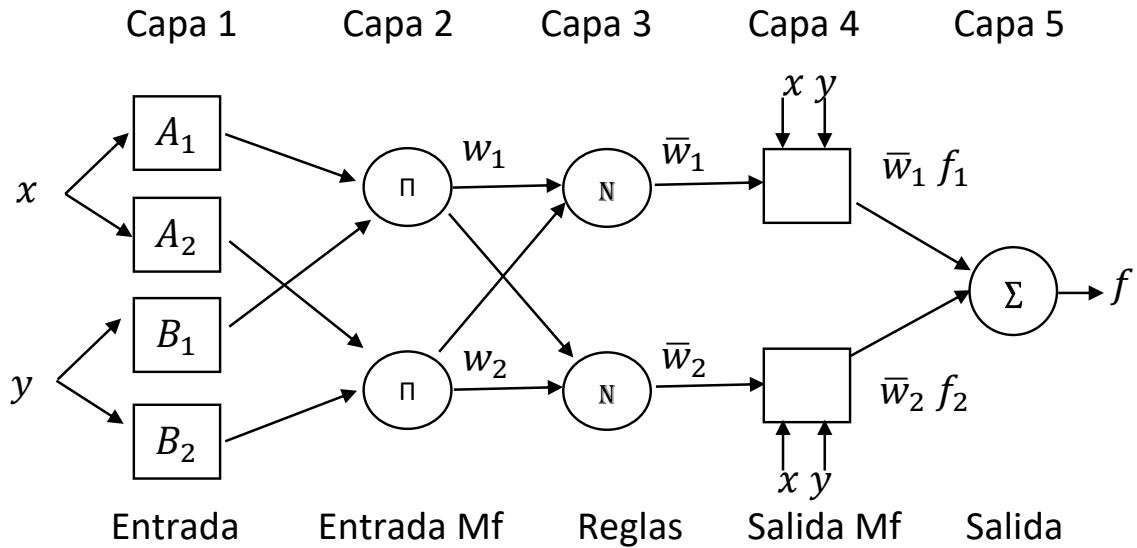 Capa 1 Capa 2 Capa 3 Capa 4 Capa 5
x y
A₁ w₁ w̅₁ w̅₁ f₁
x Π N
A₂
Σ f
B₁
y w₂ w̅₂ w̅₂ f₂
Π N
B₂
x y
Entrada Entrada Mf Reglas Salida Mf Salida